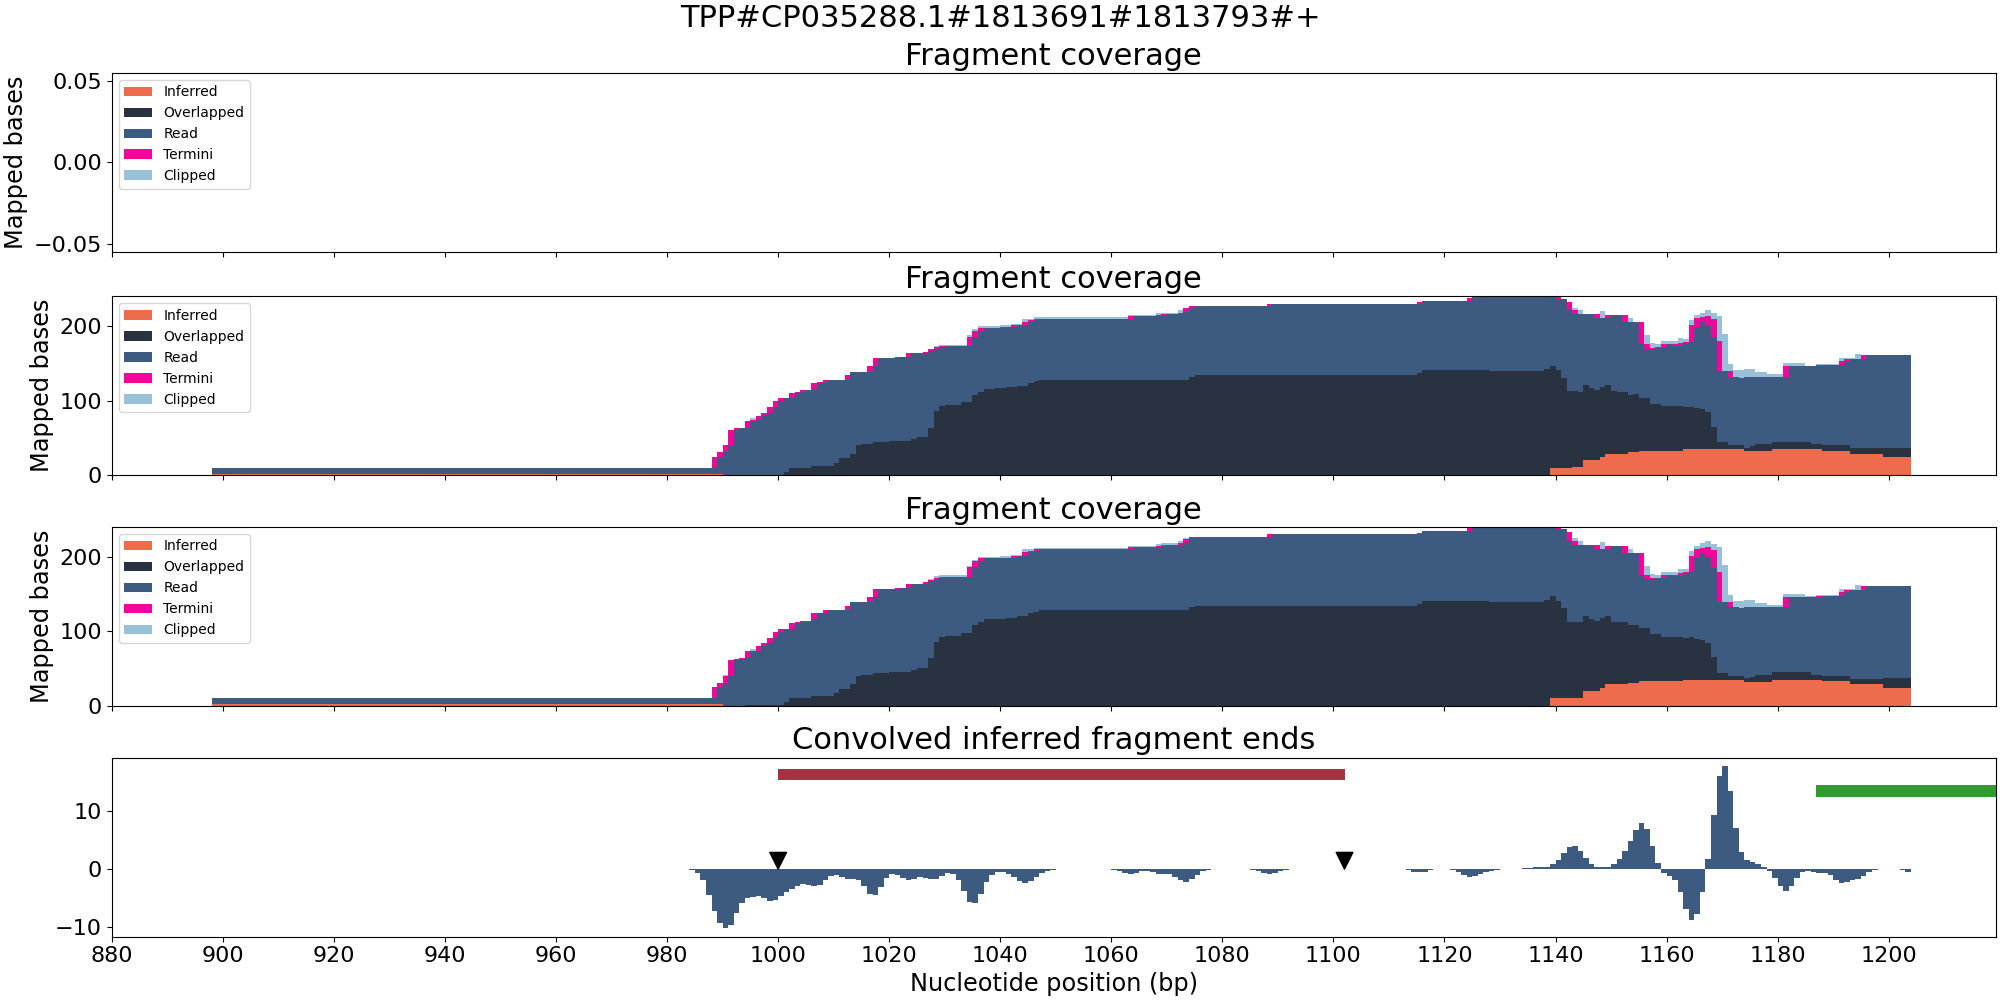 TPP#CP035288.1#1813691#1813793#+
Fragment coverage
Mapped bases
0.05
0.00
−0.05
Inferred
Overlapped
Read
Termini
Clipped
Fragment coverage
Mapped bases
200
100
0
Inferred
Overlapped
Read
Termini
Clipped
Fragment coverage
Mapped bases
200
100
0
Inferred
Overlapped
Read
Termini
Clipped
Convolved inferred fragment ends
10
0
−10
880 900 920 940 960 980 1000 1020 1040 1060 1080 1100 1120 1140 1160 1180 1200
Nucleotide position (bp)